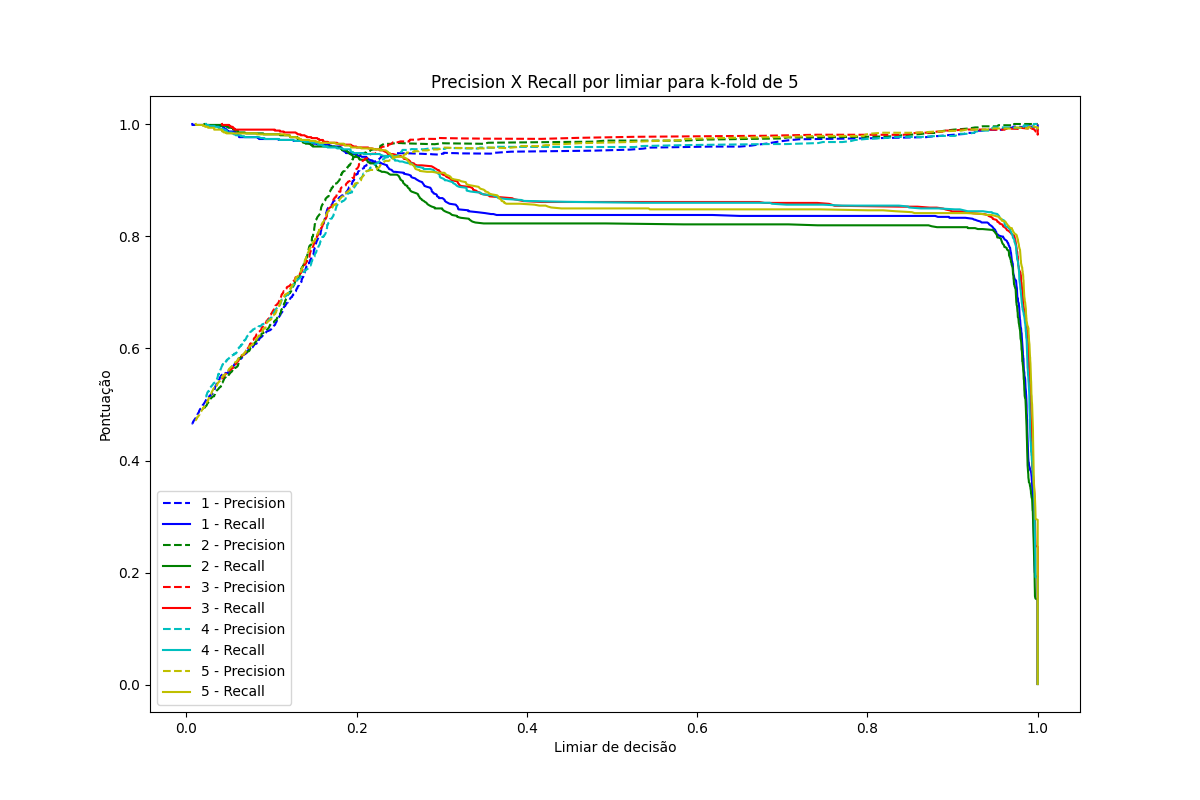 Precision X Recall por limiar para k-fold de 5
Pontuação
1.0
0.8
0.6
0.4
0.2
0.0
1 - Precision
1 - Recall
2 - Precision
2 - Recall
3 - Precision
3 - Recall
4 - Precision
4 - Recall
5 - Precision
5 - Recall
0.0 0.2 0.4 0.6 0.8 1.0
Limiar de decisão